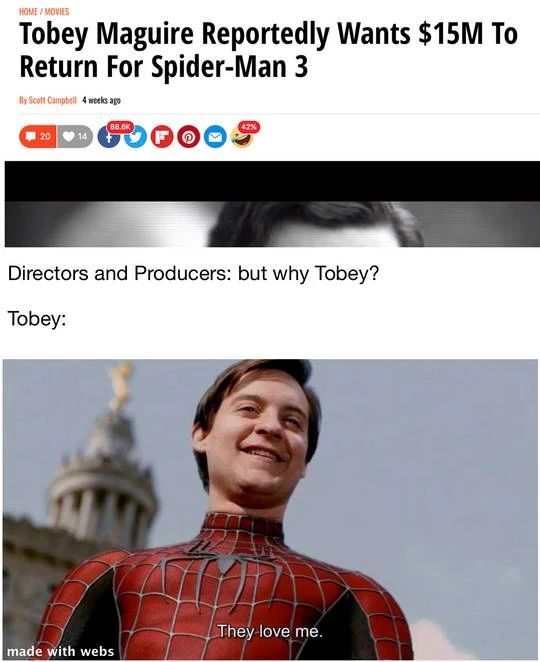 HOME / MOVIES
Tobey Maguire Reportedly Wants $15M To
Return For Spider-Man 3
By Scott Campbell 4 weeks ago
20 14 88.6K 42%
Directors and Producers: but why Tobey?
Tobey:
They love me.
made with webs